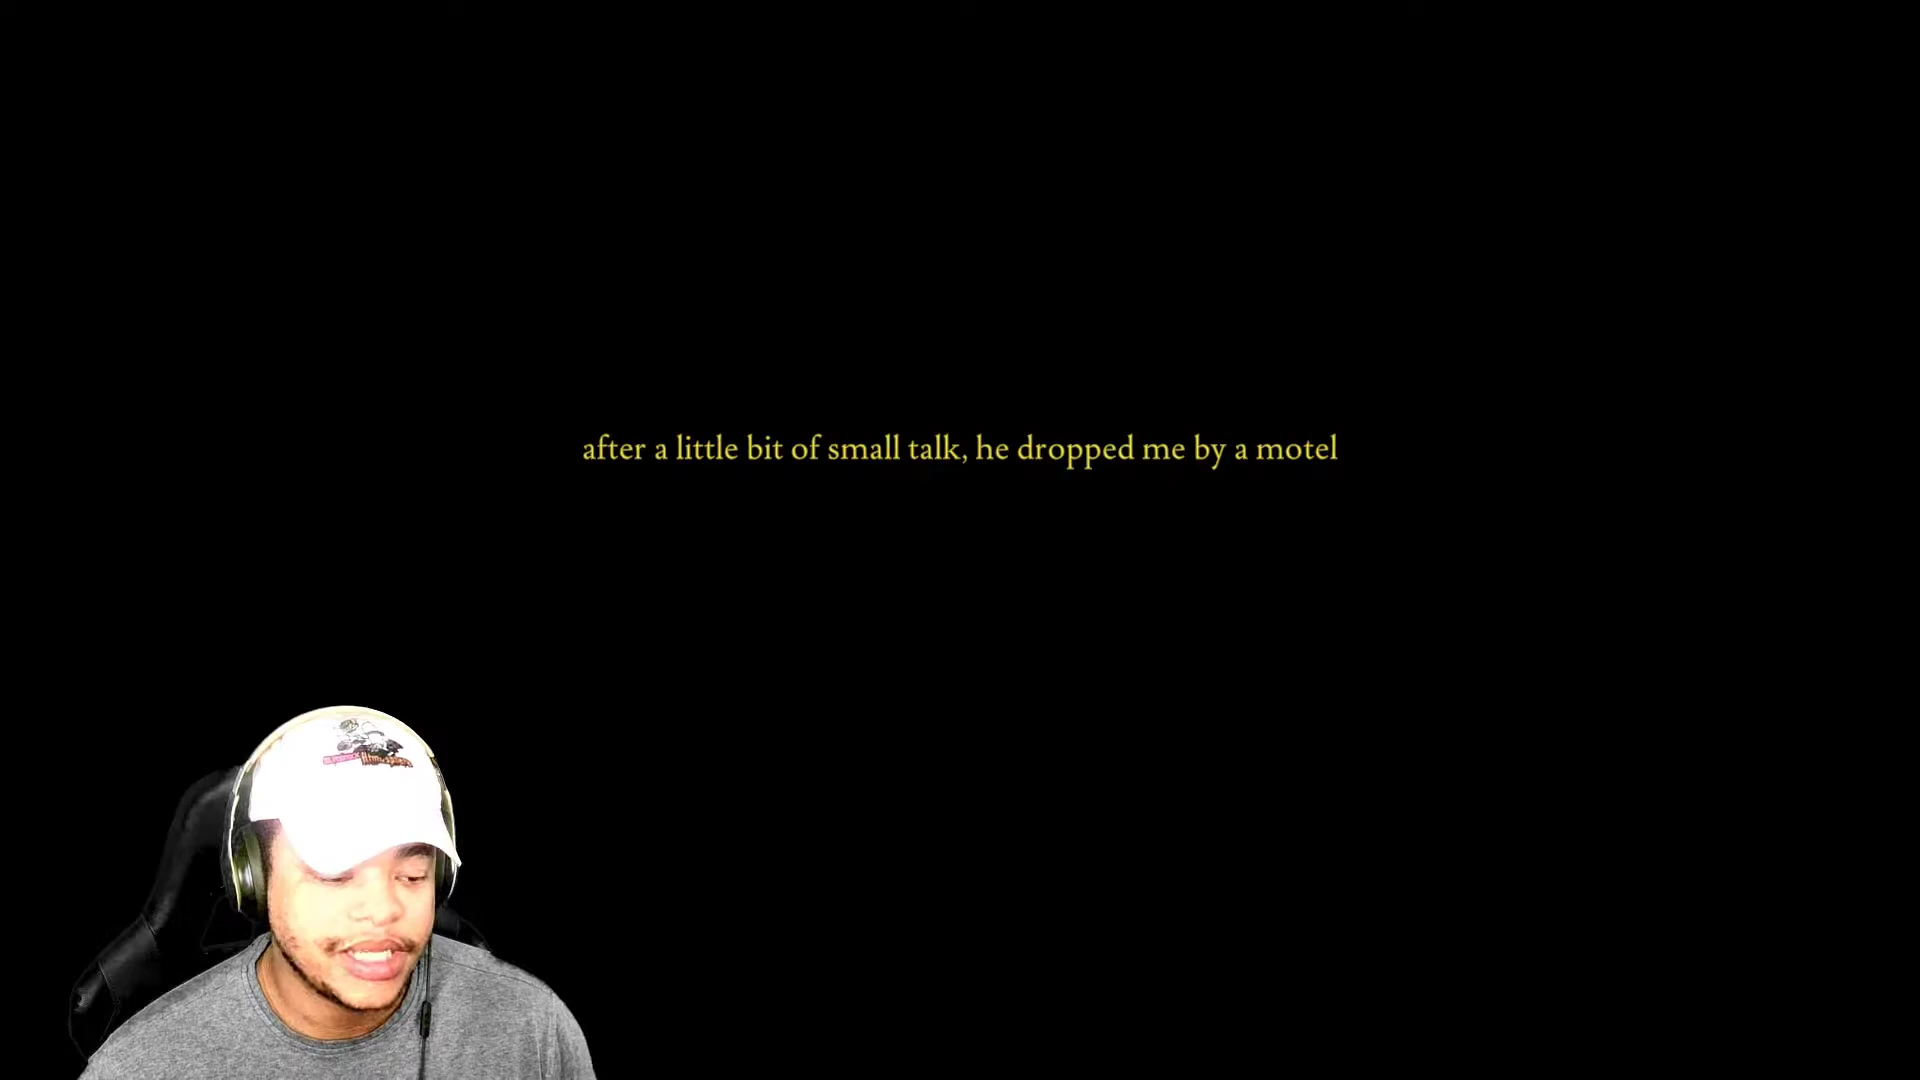 after a little bit of small talk, he dropped me by a motel